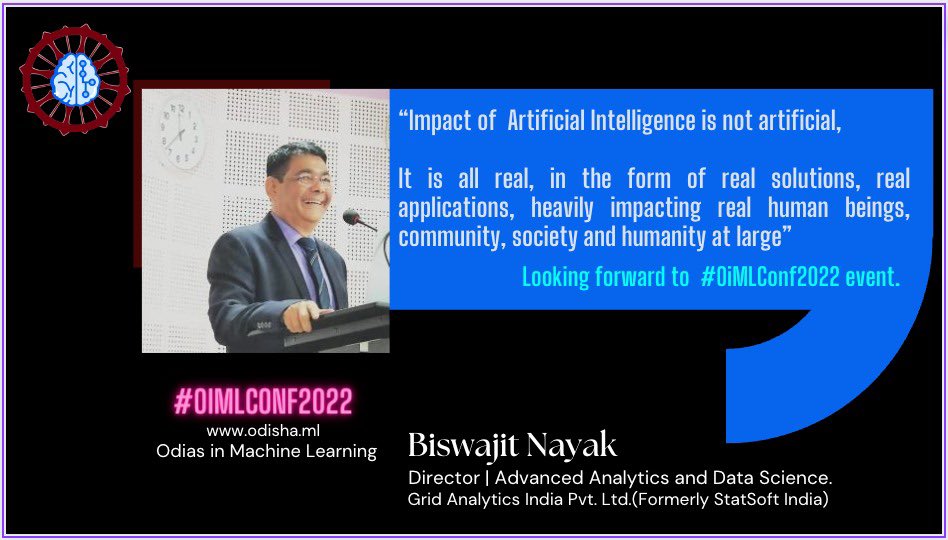 “Impact of Artificial Intelligence is not artificial,
It is all real, in the form of real solutions, real
applications, heavily impacting real human beings,
community, society and humanity at large”
Looking forward to #OiMLConf2022 event.
#OIMLCONF2022
www.odisha.ml
Odias in Machine Learning
Biswajit Nayak
Director | Advanced Analytics and Data Science.
Grid Analytics India Pvt. Ltd.(Formerly StatSoft India)